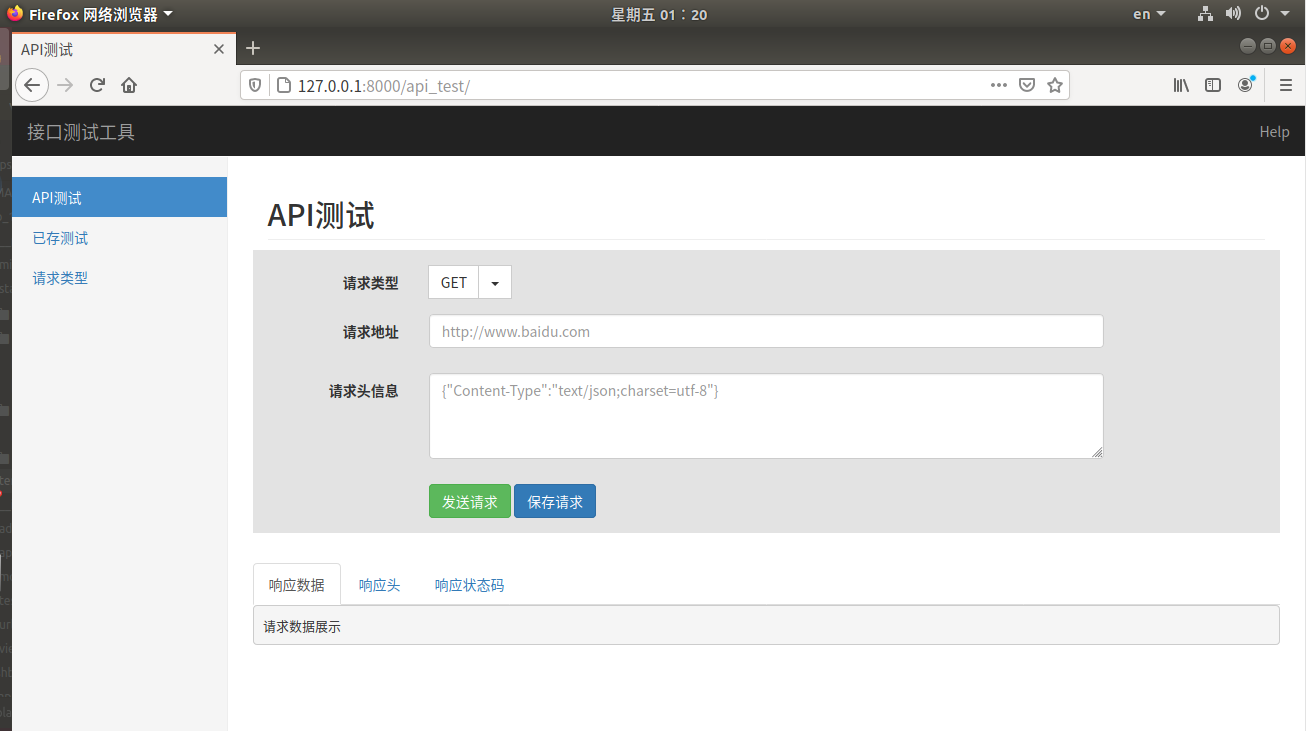 Firefox 网络浏览器
星期五 01：20
en
API测试
127.0.0.1:8000/api_test/
接口测试工具
Help
API测试
已存测试
请求类型
API测试
请求类型
GET
请求地址
http://www.baidu.com
请求头信息
{"Content-Type":"text/json;charset=utf-8"}
发送请求 保存请求
响应数据 响应头 响应状态码
请求数据展示